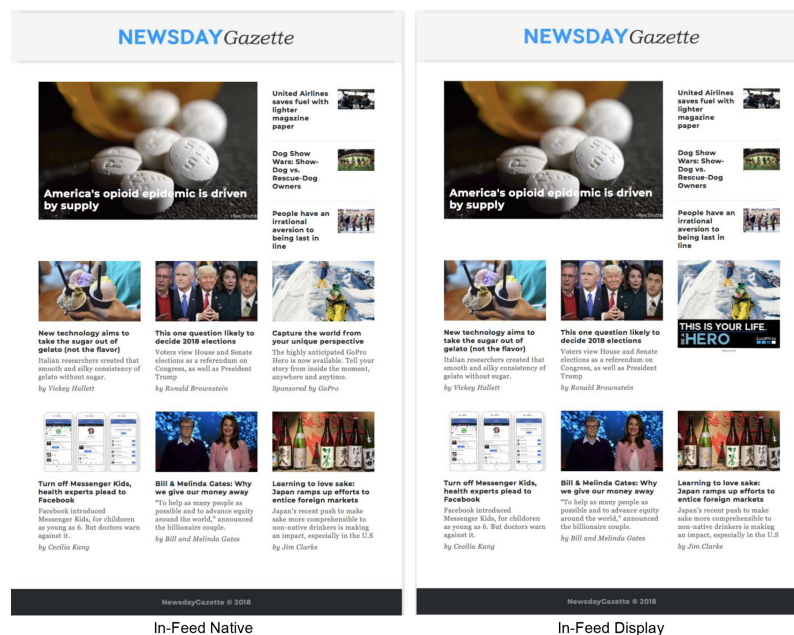 NEWSDAYGazette
America's opioid epidemic is driven
by supply
United Airlines
saves fuel with
lighter
magazine
paper
Dog Show
Wars: Show-
Dog vs.
Rescue-Dog
Owners
People have an
irrational
aversion to
being last in
line
New technology aims to
take the sugar out of
gelato (not the flavor)
Italian researchers created that
smooth and silky consistency of
gelato without sugar.
by Vickey Hallett
This one question likely to
decide 2018 elections
Voters view House and Senate
elections as a referendum on
Congress, as well as President
Trump
by Ronald Brownstein
Capture the world from
your unique perspective
The highly anticipated GoPro
Hero is now available. Tell your
story from inside the moment,
anywhere and anytime.
Sponsored by GoPro
Turn off Messenger Kids,
health experts plead to
Facebook
Facebook introduced
Messenger Kids, for childoren
as young as 6. But doctors warn
against it.
by Cecilia Kang
Bill & Melinda Gates: Why
we give our money away
"To help as many people as
possible and to advance equity
around the world," announced
the billionaire couple.
by Bill and Melinda Gates
Learning to love sake:
Japan ramps up efforts to
entice foreign markets
Japan's recent push to make
sake more comprehensible to
non-native drinkers is making
an impact, especially in the U.S
by Jim Clarke
NewsdayGazette © 2018
In-Feed Native
NEWSDAYGazette
America's opioid epidemic is driven
by supply
United Airlines
saves fuel with
lighter
magazine
paper
Dog Show
Wars: Show-
Dog vs.
Rescue-Dog
Owners
People have an
irrational
aversion to
being last in
line
New technology aims to
take the sugar out of
gelato (not the flavor)
Italian researchers created that
smooth and silky consistency of
gelato without sugar.
by Vickey Hallett
This one question likely to
decide 2018 elections
Voters view House and Senate
elections as a referendum on
Congress, as well as President
Trump
by Ronald Brownstein
THIS IS YOUR LIFE.
BE A HERO
GoPro
Turn off Messenger Kids,
health experts plead to
Facebook
Facebook introduced
Messenger Kids, for childoren
as young as 6. But doctors warn
against it.
by Cecilia Kang
Bill & Melinda Gates: Why
we give our money away
"To help as many people as
possible and to advance equity
around the world," announced
the billionaire couple.
by Bill and Melinda Gates
Learning to love sake:
Japan ramps up efforts to
entice foreign markets
Japan's recent push to make
sake more comprehensible to
non-native drinkers is making
an impact, especially in the U.S
by Jim Clarke
NewsdayGazette © 2018
In-Feed Display